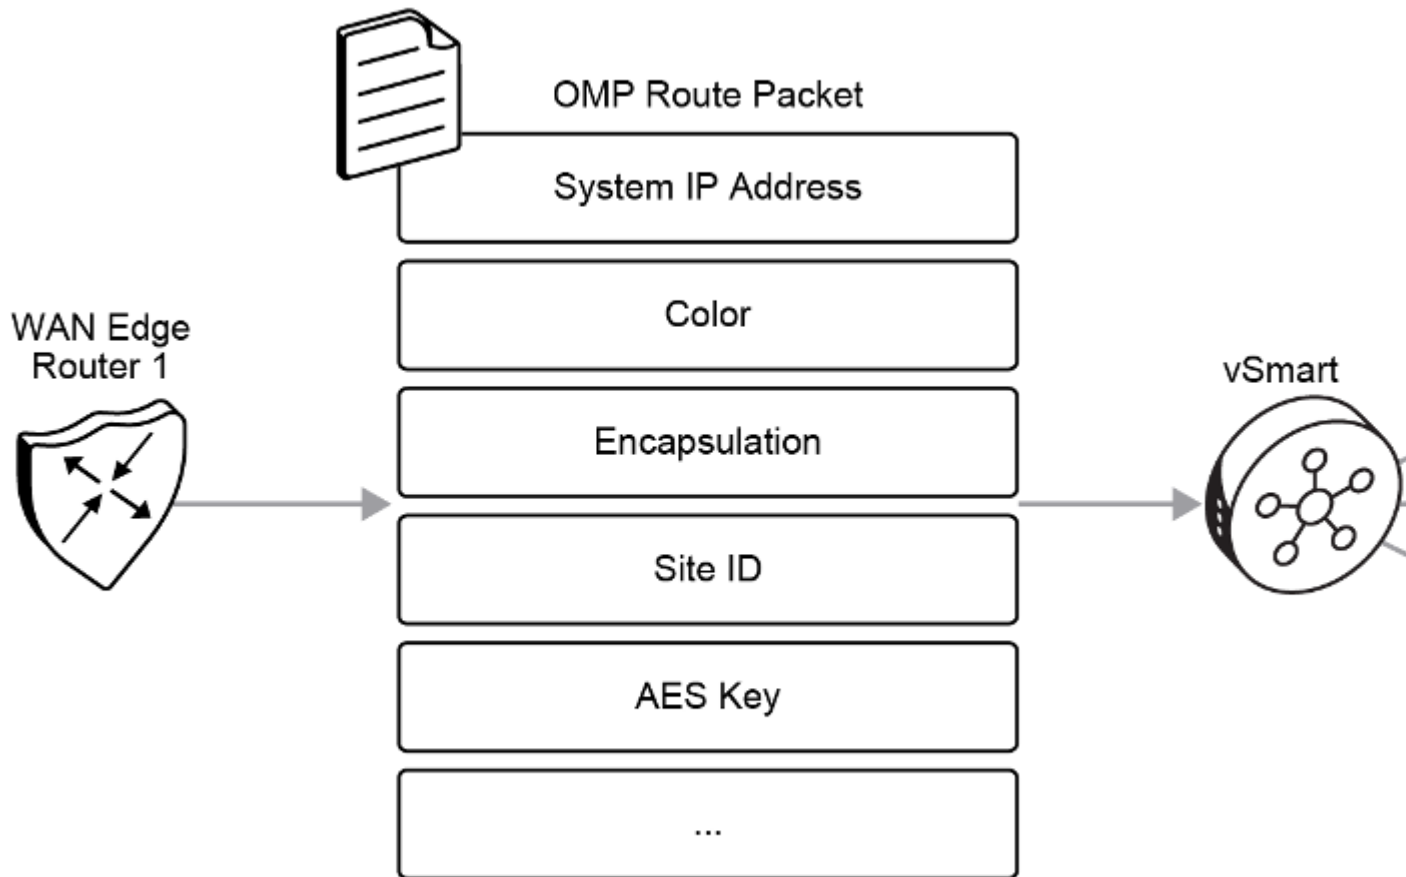 OMP Route Packet
System IP Address
Color
WAN Edge
Router 1
Encapsulation
vSmart
Site ID
AES Key
...